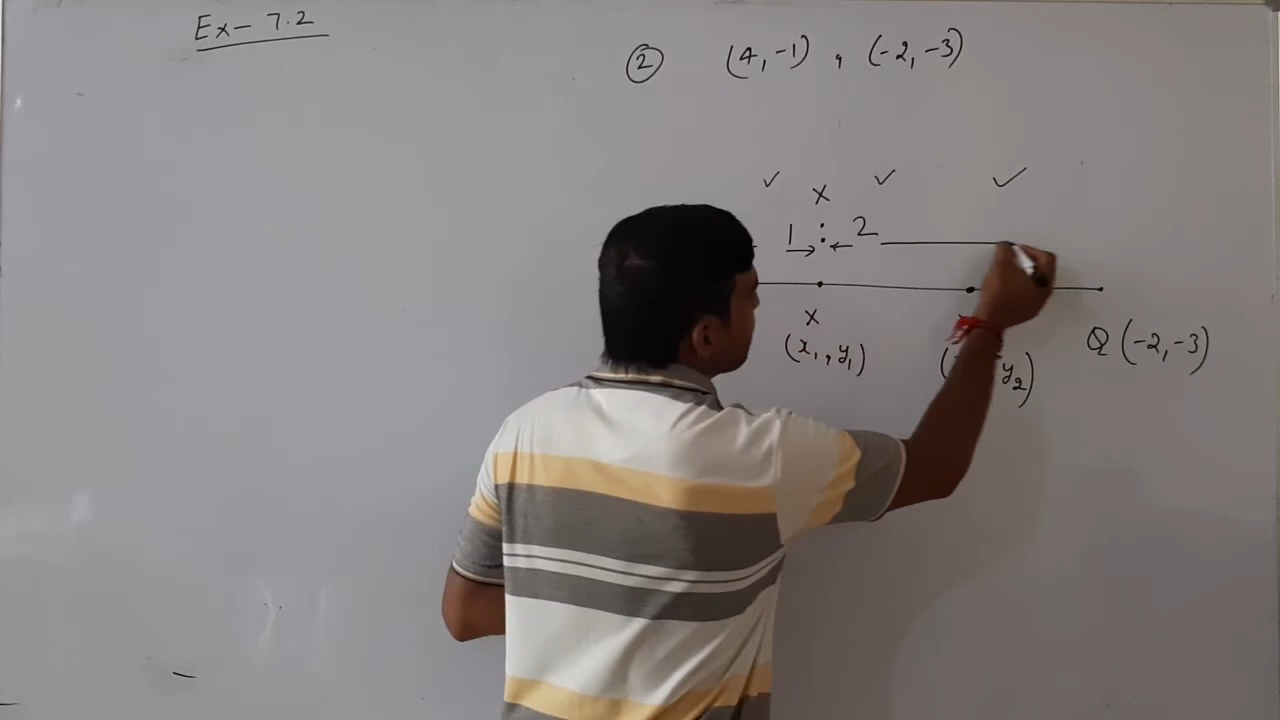 Ex- 7.2
② (4,-1) , (-2,-3)
✓ ✓ ✓
X
1 : 2
X
(x₁, y₁) y₂) Q (-2,-3)